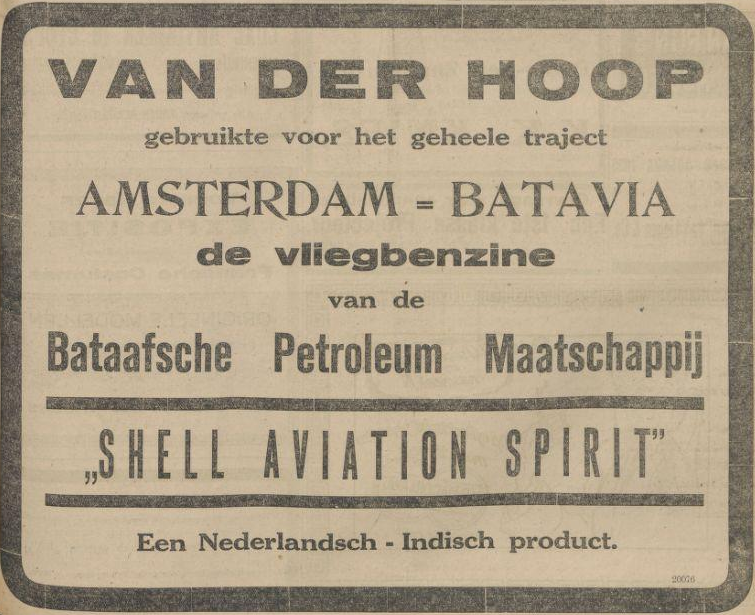 VAN DER HOOP
gebruikte voor het geheele traject
AMSTERDAM = BATAVIA
de vliegbenzine
van de
Bataafsche Petroleum Maatschappij
„SHELL AVIATION SPIRIT”
Een Nederlandsch - Indisch product.
20076